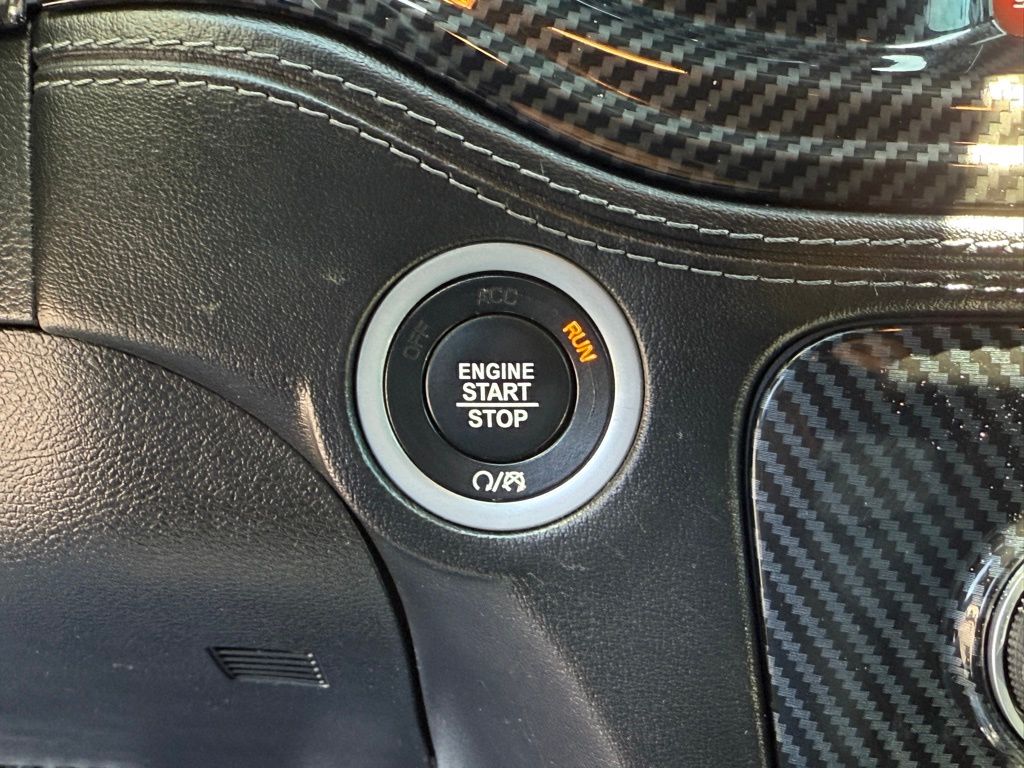 ACC
OFF
RUN
ENGINE
START
STOP